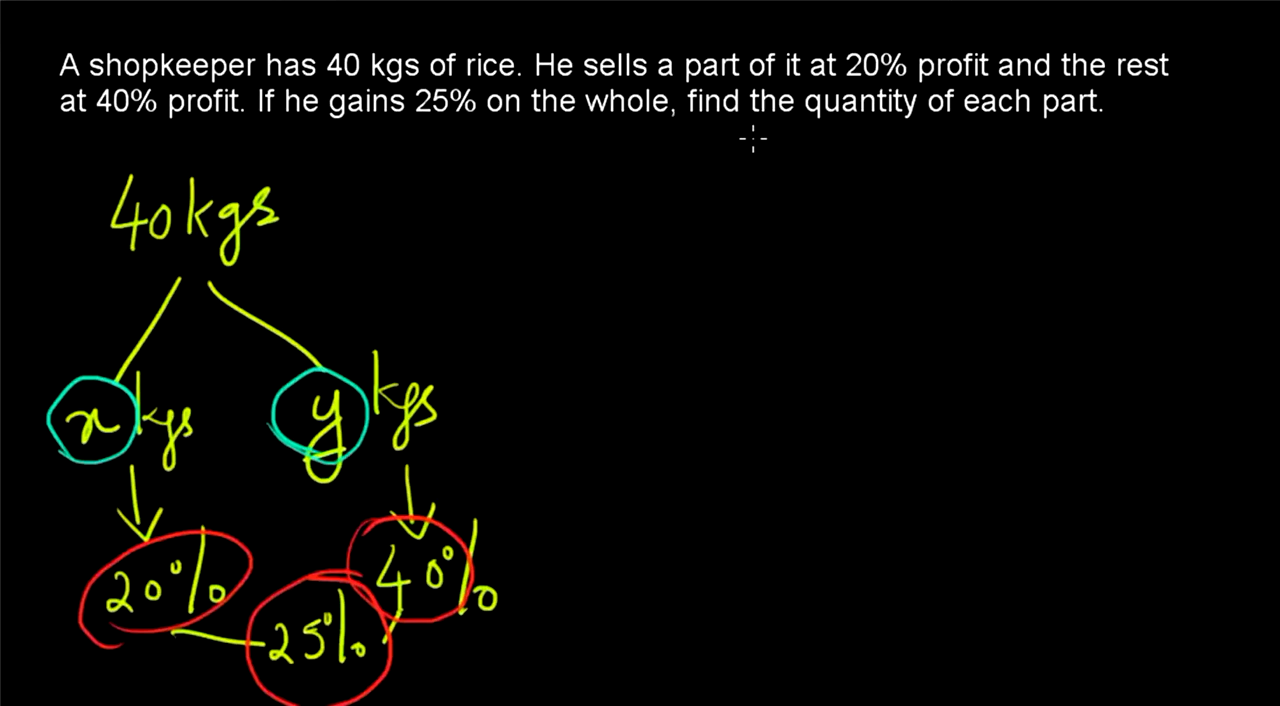 A shopkeeper has 40 kgs of rice. He sells a part of it at 20% profit and the rest
at 40% profit. If he gains 25% on the whole, find the quantity of each part.
40kgs
x kgs y kgs
20% 40%
25%